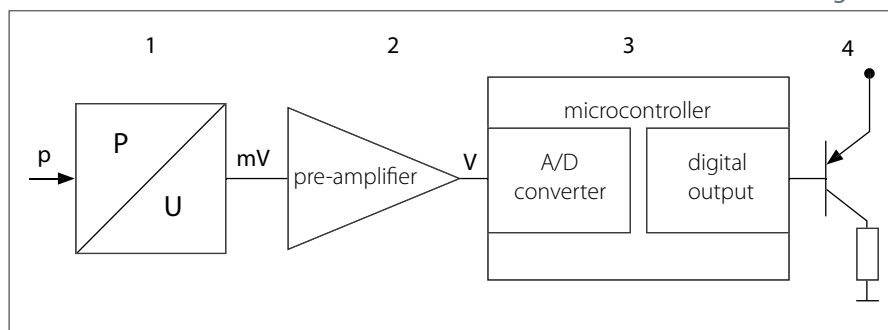 1
2
3
4
microcontroller
p
P
U
mV
pre-amplifier
V
A/D
converter
digital
output